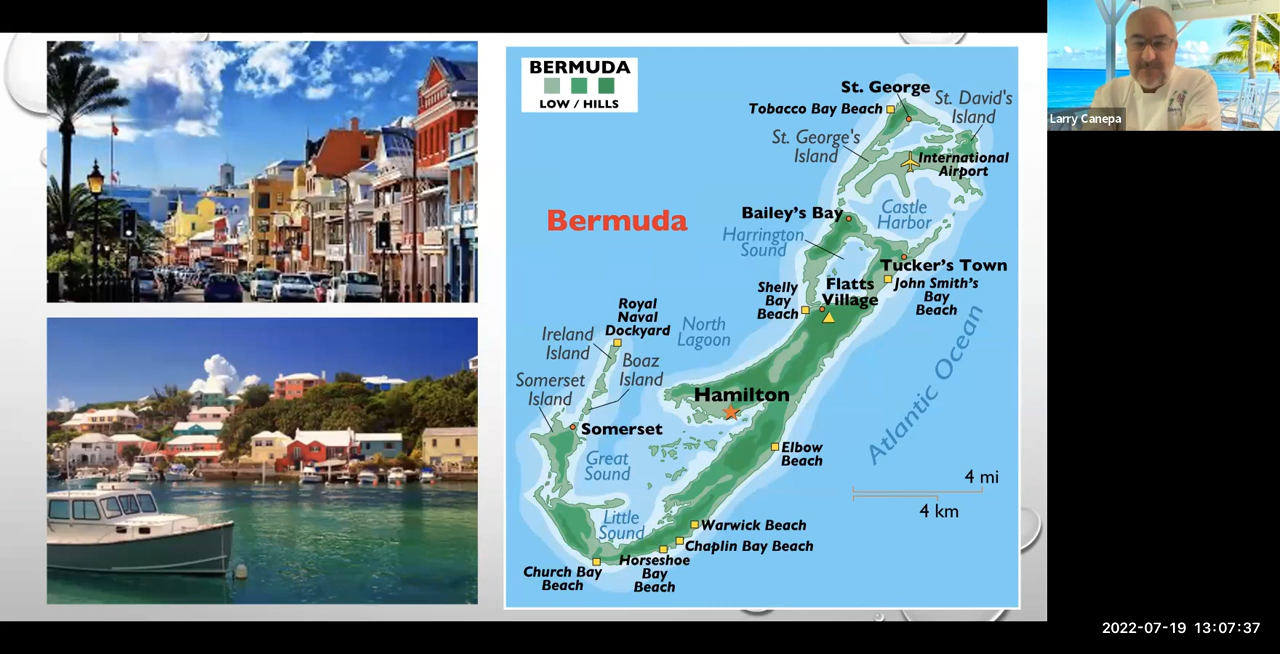 BERMUDA
LOW / HILLS
Bermuda
St. George
Tobacco Bay Beach
St. David's
Island
St. George's
Island
International
Airport
Bailey's Bay
Castle
Harbor
Harrington
Sound
Tucker's Town
Flatts
Village
John Smith's
Bay
Beach
Shelly
Bay
Beach
Royal
Naval
Dockyard
North
Lagoon
Ireland
Island
Boaz
Island
Somerset
Island
Hamilton
Atlantic Ocean
Somerset
Great
Sound
Elbow
Beach
4 mi
4 km
Little
Sound
Warwick Beach
Chaplin Bay Beach
Horseshoe
Bay
Beach
Church Bay
Beach
Larry Canepa
2022-07-19 13:07:37